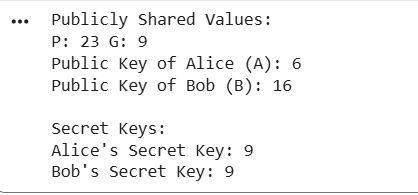 Publicly Shared Values:
P: 23 G: 9
Public Key of Alice (A): 6
Public Key of Bob (B): 16
Secret Keys:
Alice's Secret Key: 9
Bob's Secret Key: 9